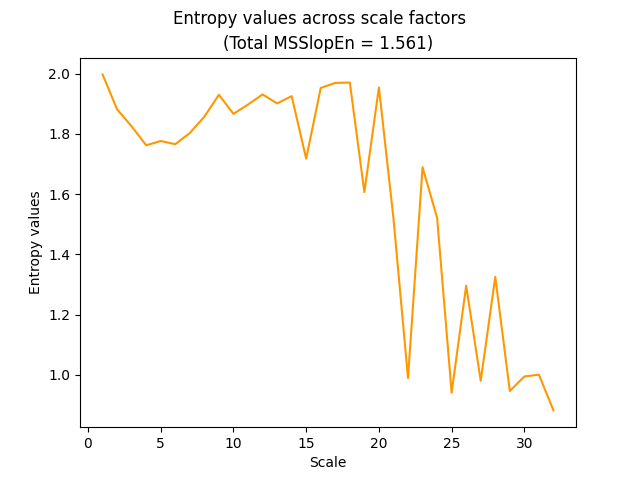 Entropy values across scale factors
(Total MSSlopEn = 1.561)
2.0
1.8
1.6
1.4
1.2
1.0
Entropy values
0 5 10 15 20 25 30
Scale